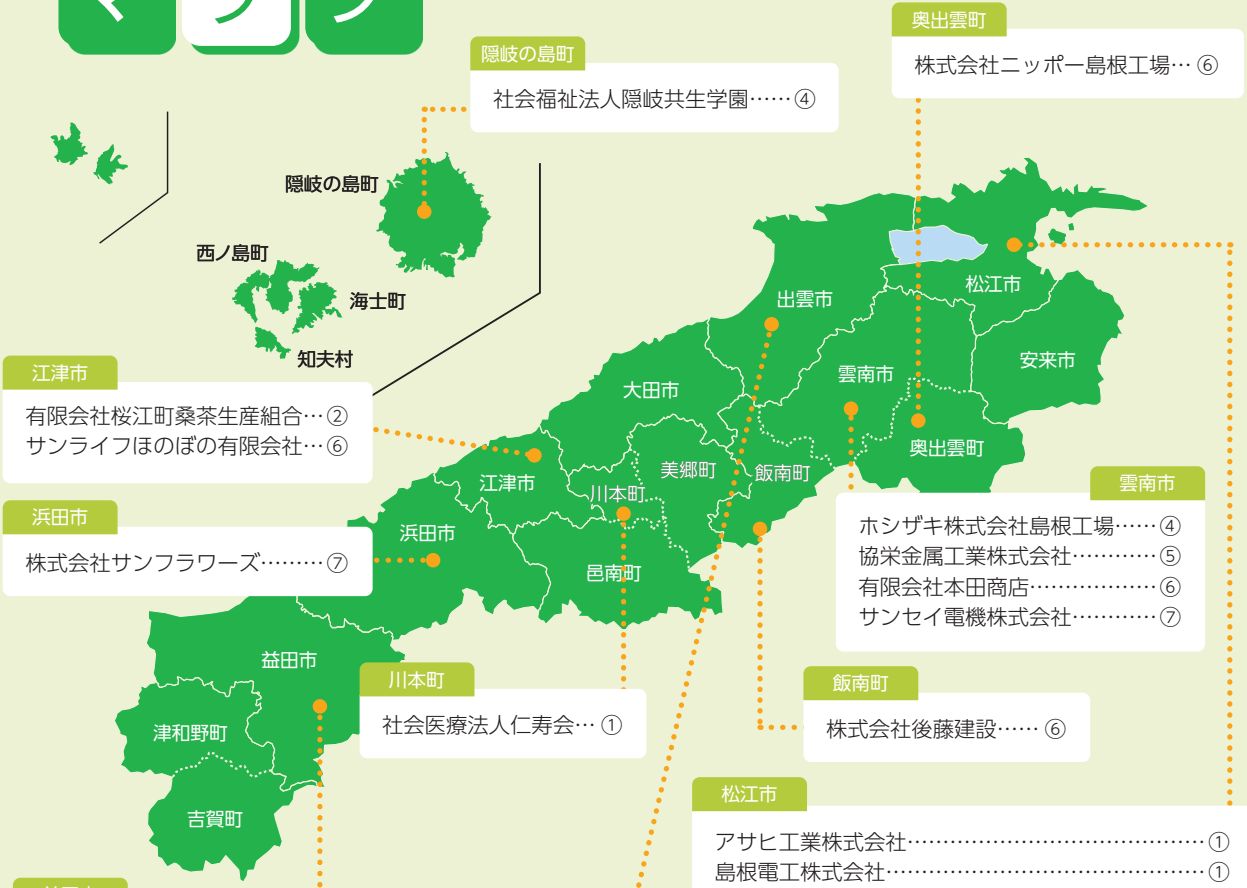 マップ
奥出雲町
株式会社ニッポー島根工場…⑥
隠岐の島町
社会福祉法人隠岐共生学園……④
隠岐の島町
西ノ島町
海士町
知夫村
江津市
有限会社桜江町桑茶生産組合…②
サンライフほのぼの有限会社…⑥
浜田市
株式会社サンフラワーズ………⑦
松江市
出雲市
安来市
雲南市
大田市
奥出雲町
美郷町
飯南町
江津市
川本町
浜田市
邑南町
益田市
津和野町
吉賀町
雲南市
ホシザキ株式会社島根工場……④
協栄金属工業株式会社…………⑤
有限会社本田商店………………⑥
サンセイ電機株式会社…………⑦
川本町
社会医療法人仁寿会…①
飯南町
株式会社後藤建設……⑥
松江市
アサヒ工業株式会社……………………………………①
島根電工株式会社………………………………………①